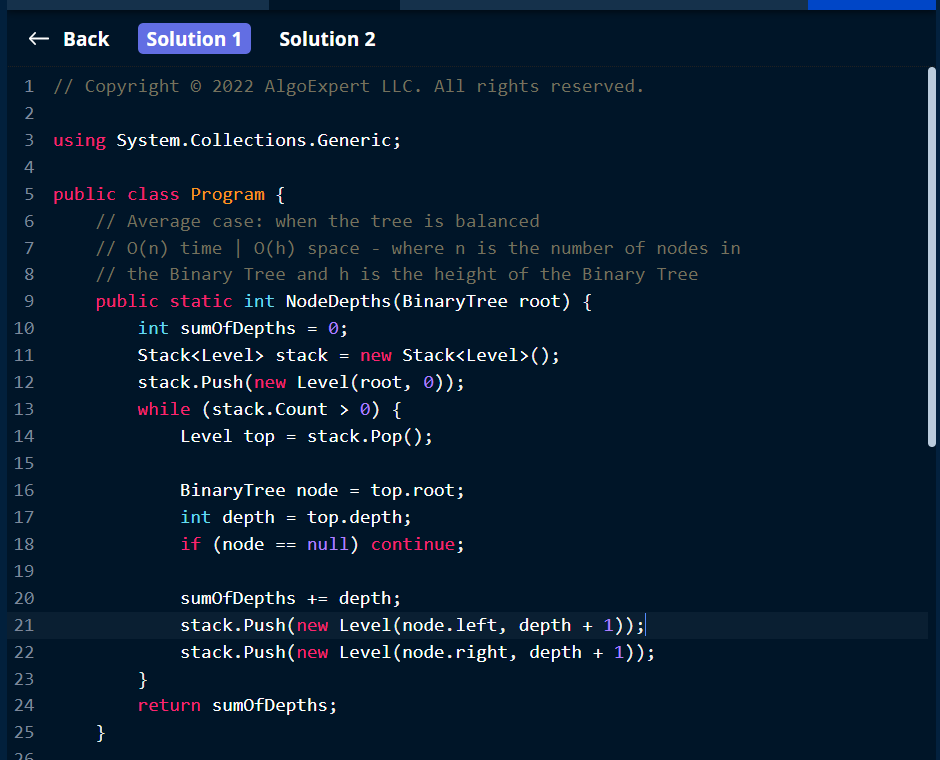 ← Back Solution 1 Solution 2
1 // Copyright © 2022 AlgoExpert LLC. All rights reserved.
2
3 using System.Collections.Generic;
4
5 public class Program {
6     // Average case: when the tree is balanced
7     // O(n) time | O(h) space - where n is the number of nodes in
8     // the Binary Tree and h is the height of the Binary Tree
9     public static int NodeDepths(BinaryTree root) {
10         int sumOfDepths = 0;
11         Stack<Level> stack = new Stack<Level>();
12         stack.Push(new Level(root, 0));
13         while (stack.Count > 0) {
14             Level top = stack.Pop();
15
16             BinaryTree node = top.root;
17             int depth = top.depth;
18             if (node == null) continue;
19
20             sumOfDepths += depth;
21             stack.Push(new Level(node.left, depth + 1));
22             stack.Push(new Level(node.right, depth + 1));
23         }
24         return sumOfDepths;
25     }
26